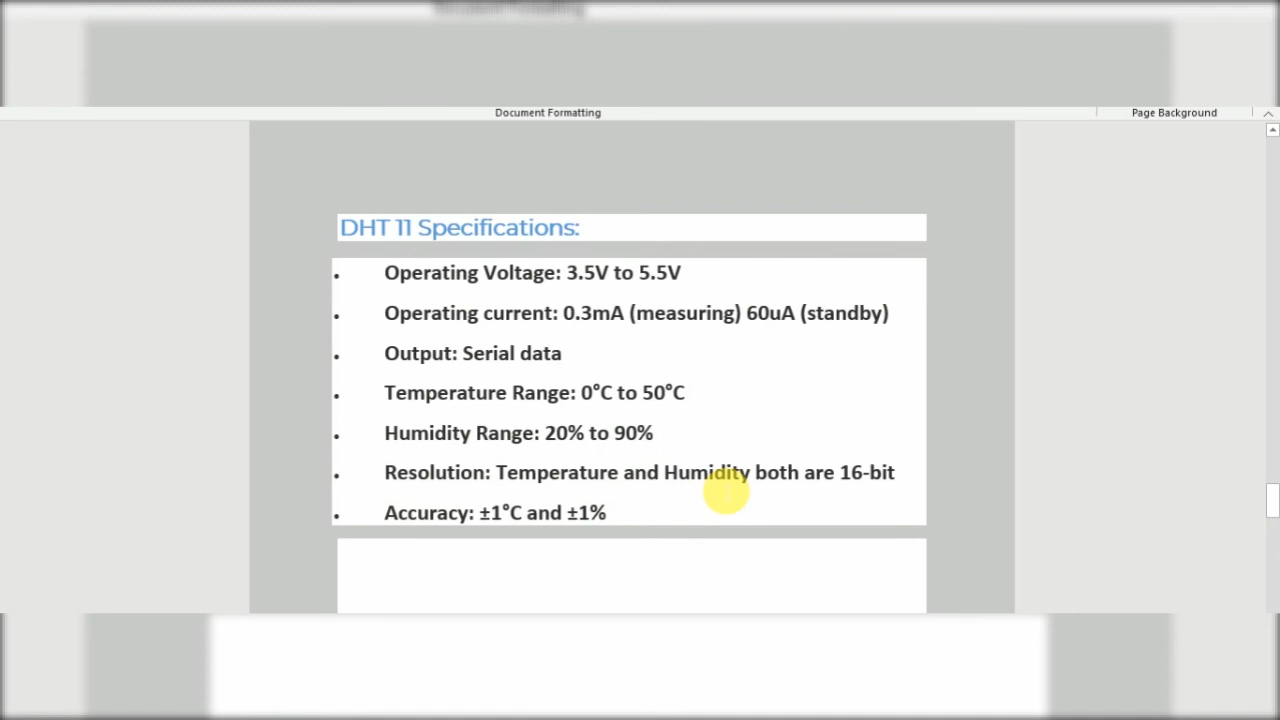 Document Formatting
Document Formatting
Page Background
DHT 11 Specifications:
• Operating Voltage: 3.5V to 5.5V
• Operating current: 0.3mA (measuring) 60uA (standby)
• Output: Serial data
• Temperature Range: 0°C to 50°C
• Humidity Range: 20% to 90%
• Resolution: Temperature and Humidity both are 16-bit
• Accuracy: ±1°C and ±1%